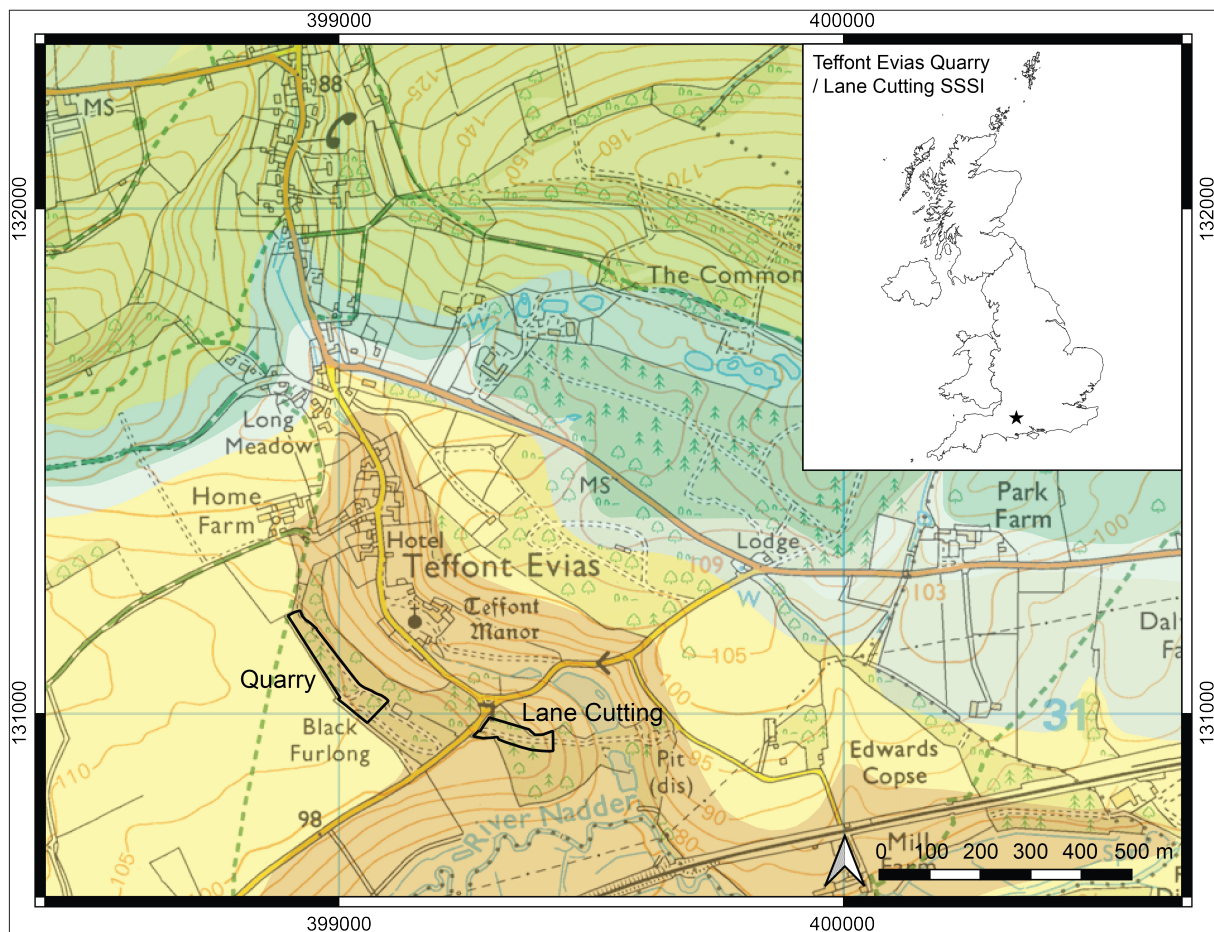 399000
400000
Teffont Evias Quarry
/ Lane Cutting SSSI
88
MS
125
140
150
160
170
132000
132000
The Common
W
Long
Meadow
MS
Home
Farm
Park
Farm
100
Hotel
Lodge
Teffont Evias
109
103
W
Teffont
Manor
Dal
Fa
105
Quarry
100
Lane Cutting
131000
131000
31
Black
Furlong
Pit
(dis)
95
Edwards
Copse
110
90
River Nadder
98
80
Mill
Farm
105
100
0 100 200 300 400 500 m
399000
400000